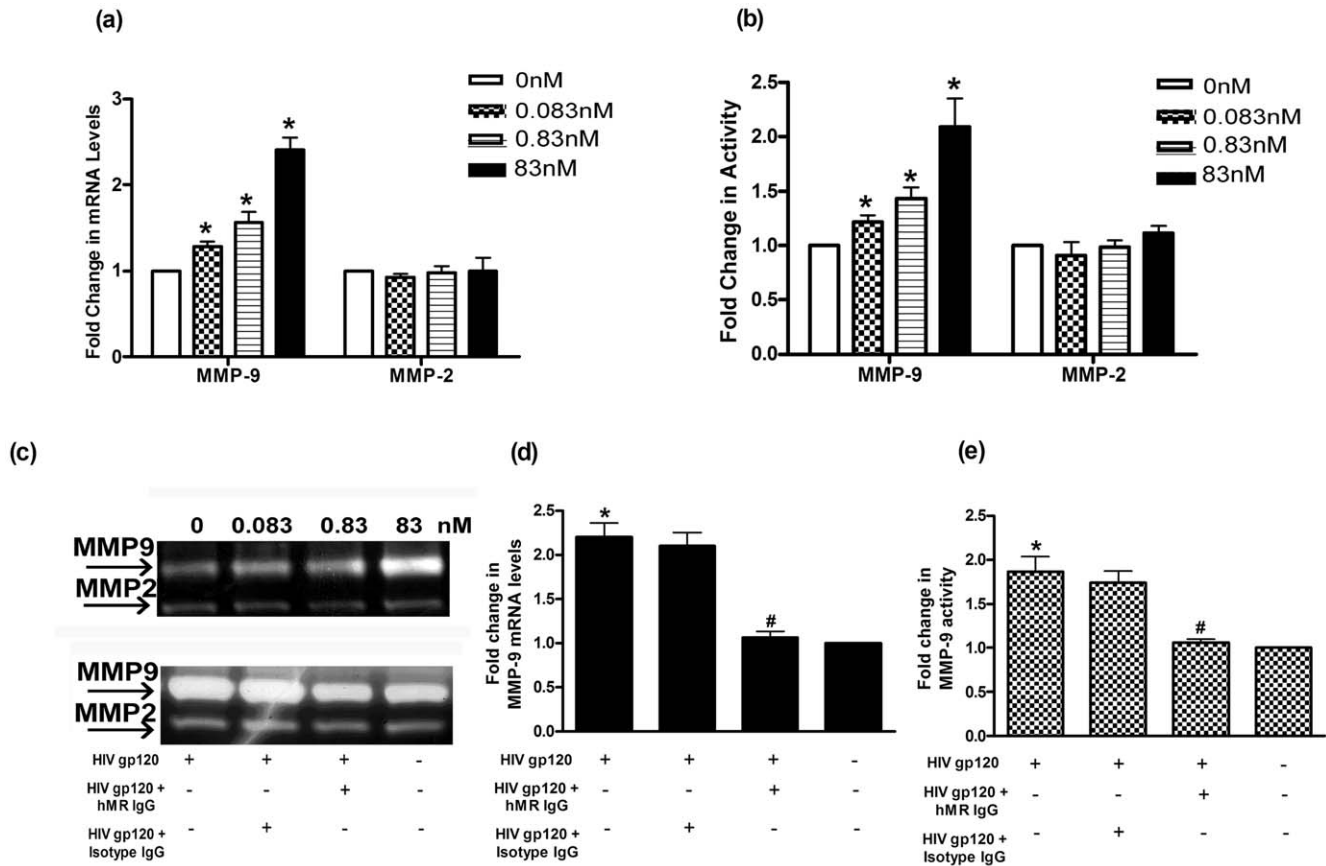 (a)
Fold Change in mRNA Levels
3
2
1
0
MMP-9 MMP-2
0nM
0.083nM
0.83nM
83nM
*
*
*
(b)
Fold Change in Activity
2.5
2.0
1.5
1.0
0.5
0.0
MMP-9 MMP-2
0nM
0.083nM
0.83nM
83nM
*
*
*
(c)
0 0.083 0.83 83 nM
MMP9
MMP2
MMP9
MMP2
HIV gp120 + + + -
HIV gp120 + - - + -
hMR IgG
HIV gp120 + - + - -
Isotype IgG
(d)
Fold change in
MMP-9 mRNA levels
2.5
2.0
1.5
1.0
0.5
0.0
*
#
HIV gp120 + + + -
HIV gp120 + - - + -
hMR IgG
HIV gp120 + - + - -
Isotype IgG
(e)
Fold change in
MMP-9 activity
2.5
2.0
1.5
1.0
0.5
0.0
*
#
HIV gp120 + + + -
HIV gp120 + - - + -
hMR IgG
HIV gp120 + - + - -
Isotype IgG